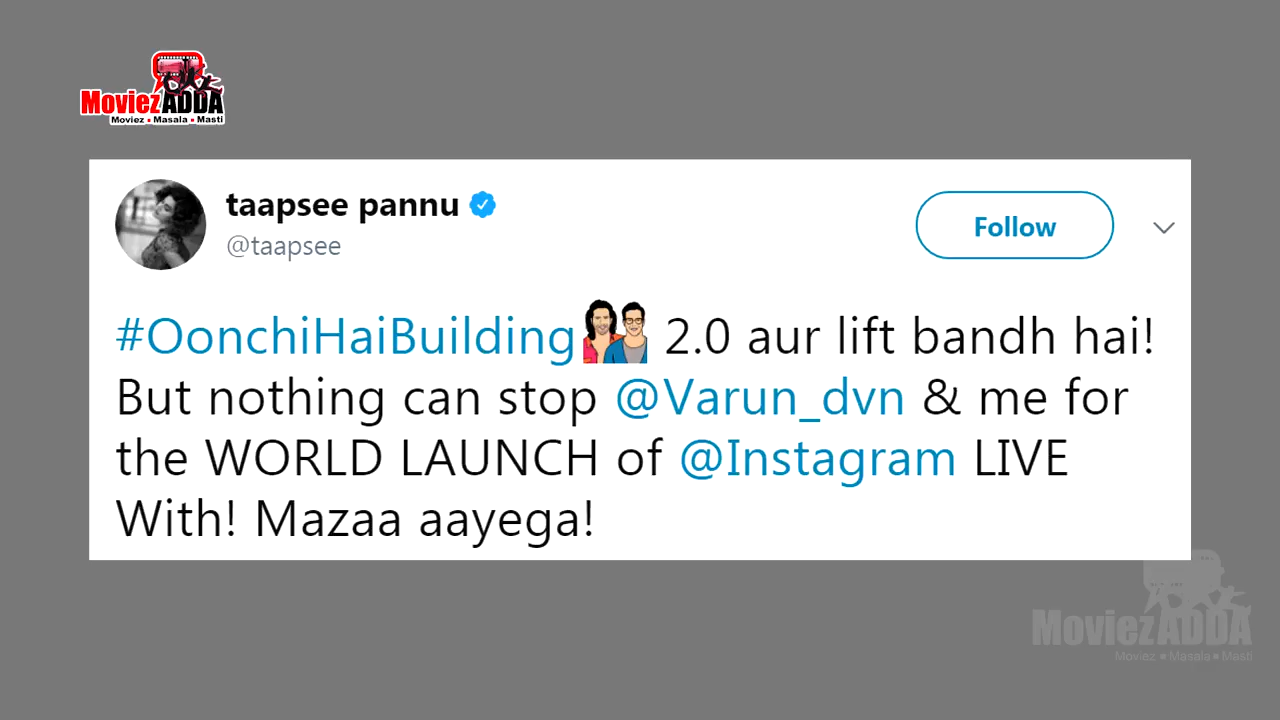 MoviezADDA
Moviez • Masala • Masti
taapsee pannu
@taapsee
Follow
#OonchiHaiBuilding 2.0 aur lift bandh hai!
But nothing can stop @Varun_dvn & me for
the WORLD LAUNCH of @Instagram LIVE
With! Mazaa aayega!
MoviezADDA
Moviez • Masala • Masti